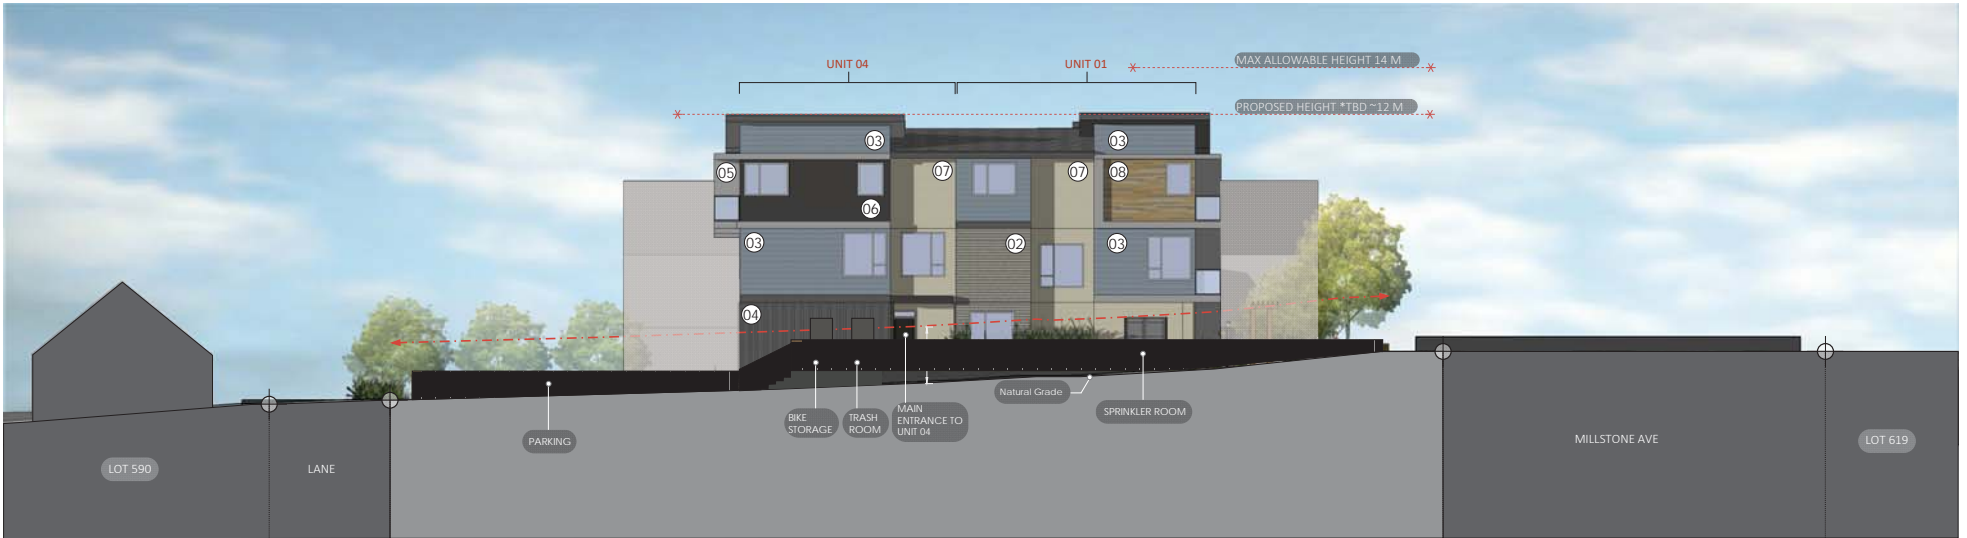 MAX ALLOWABLE HEIGHT 14 M
UNIT 04
UNIT 01
PROPOSED HEIGHT *TBD ~12 M
03
03
05
07
07
08
06
03
02
03
04
Natural Grade
BIKE
STORAGE
TRASH
ROOM
MAIN
ENTRANCE TO
UNIT 04
SPRINKLER ROOM
PARKING
LOT 590
LANE
MILLSTONE AVE
LOT 619